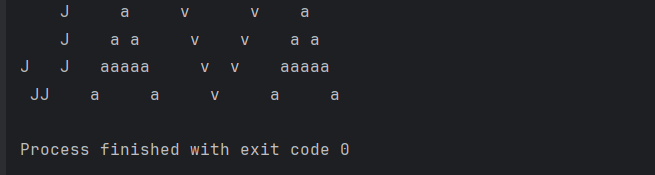 J     a     v      v    a
    J    a a     v    v    a a
J   J   aaaaa     v  v    aaaaa
 JJ    a     a     v     a     a
Process finished with exit code 0